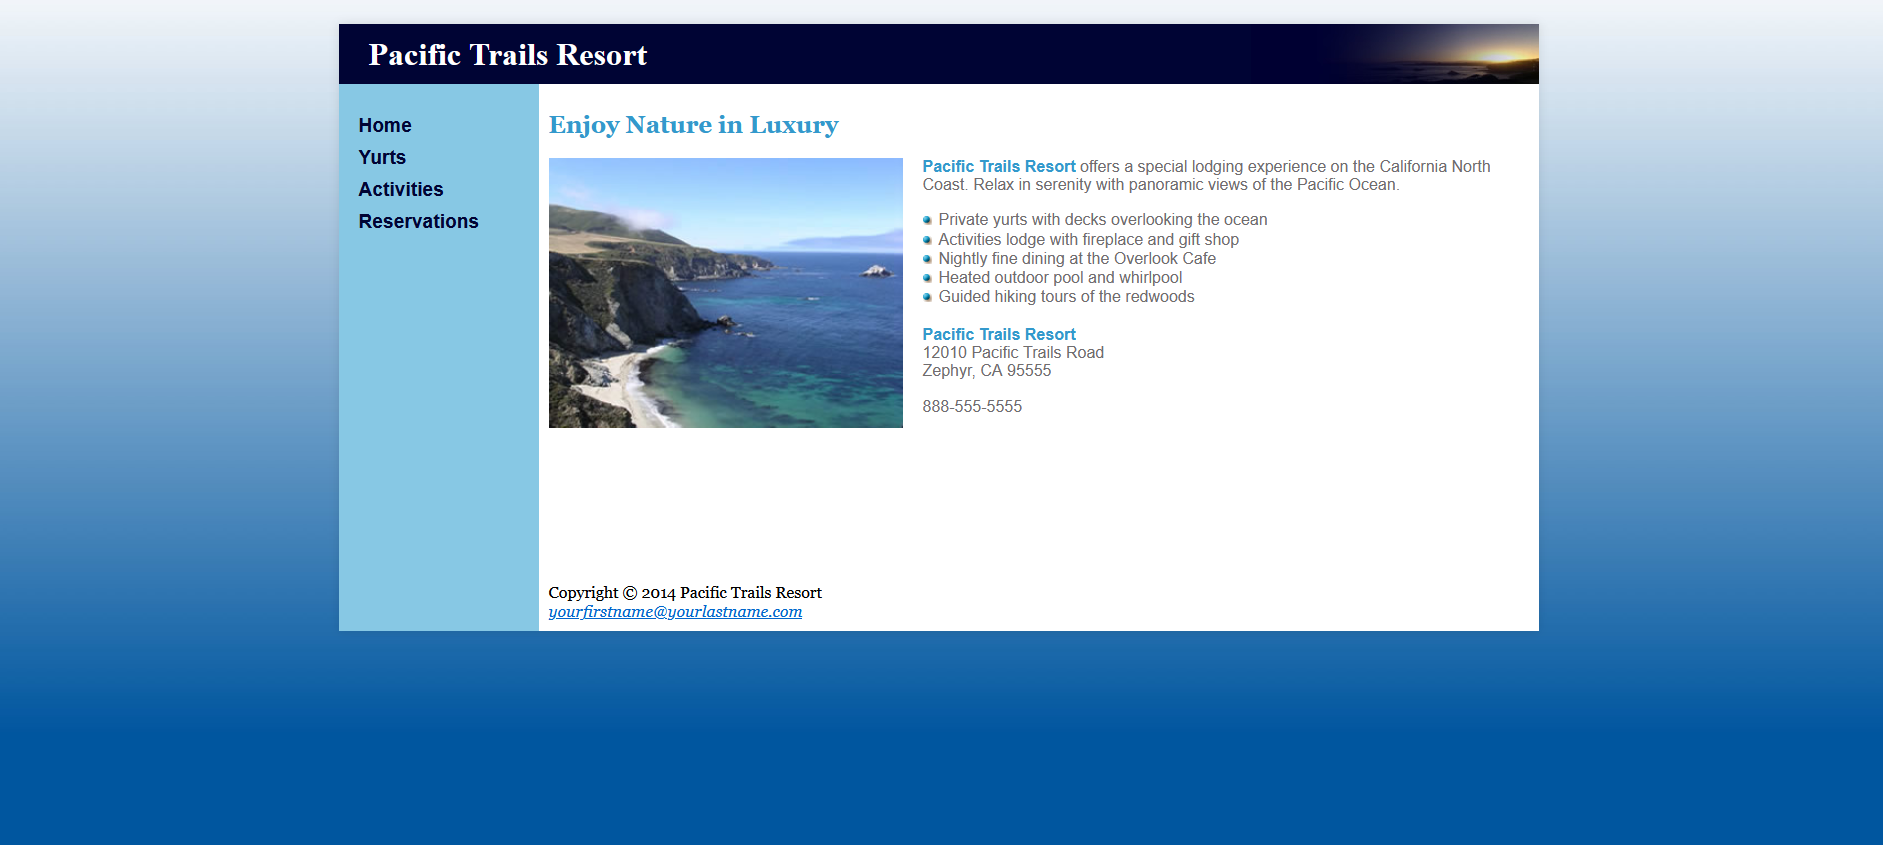 Pacific Trails Resort
Home
Yurts
Activities
Reservations
Enjoy Nature in Luxury
Pacific Trails Resort offers a special lodging experience on the California North
Coast. Relax in serenity with panoramic views of the Pacific Ocean.
Private yurts with decks overlooking the ocean
Activities lodge with fireplace and gift shop
Nightly fine dining at the Overlook Cafe
Heated outdoor pool and whirlpool
Guided hiking tours of the redwoods
Pacific Trails Resort
12010 Pacific Trails Road
Zephyr, CA 95555
888-555-5555
Copyright © 2014 Pacific Trails Resort
yourfirstname@yourlastname.com